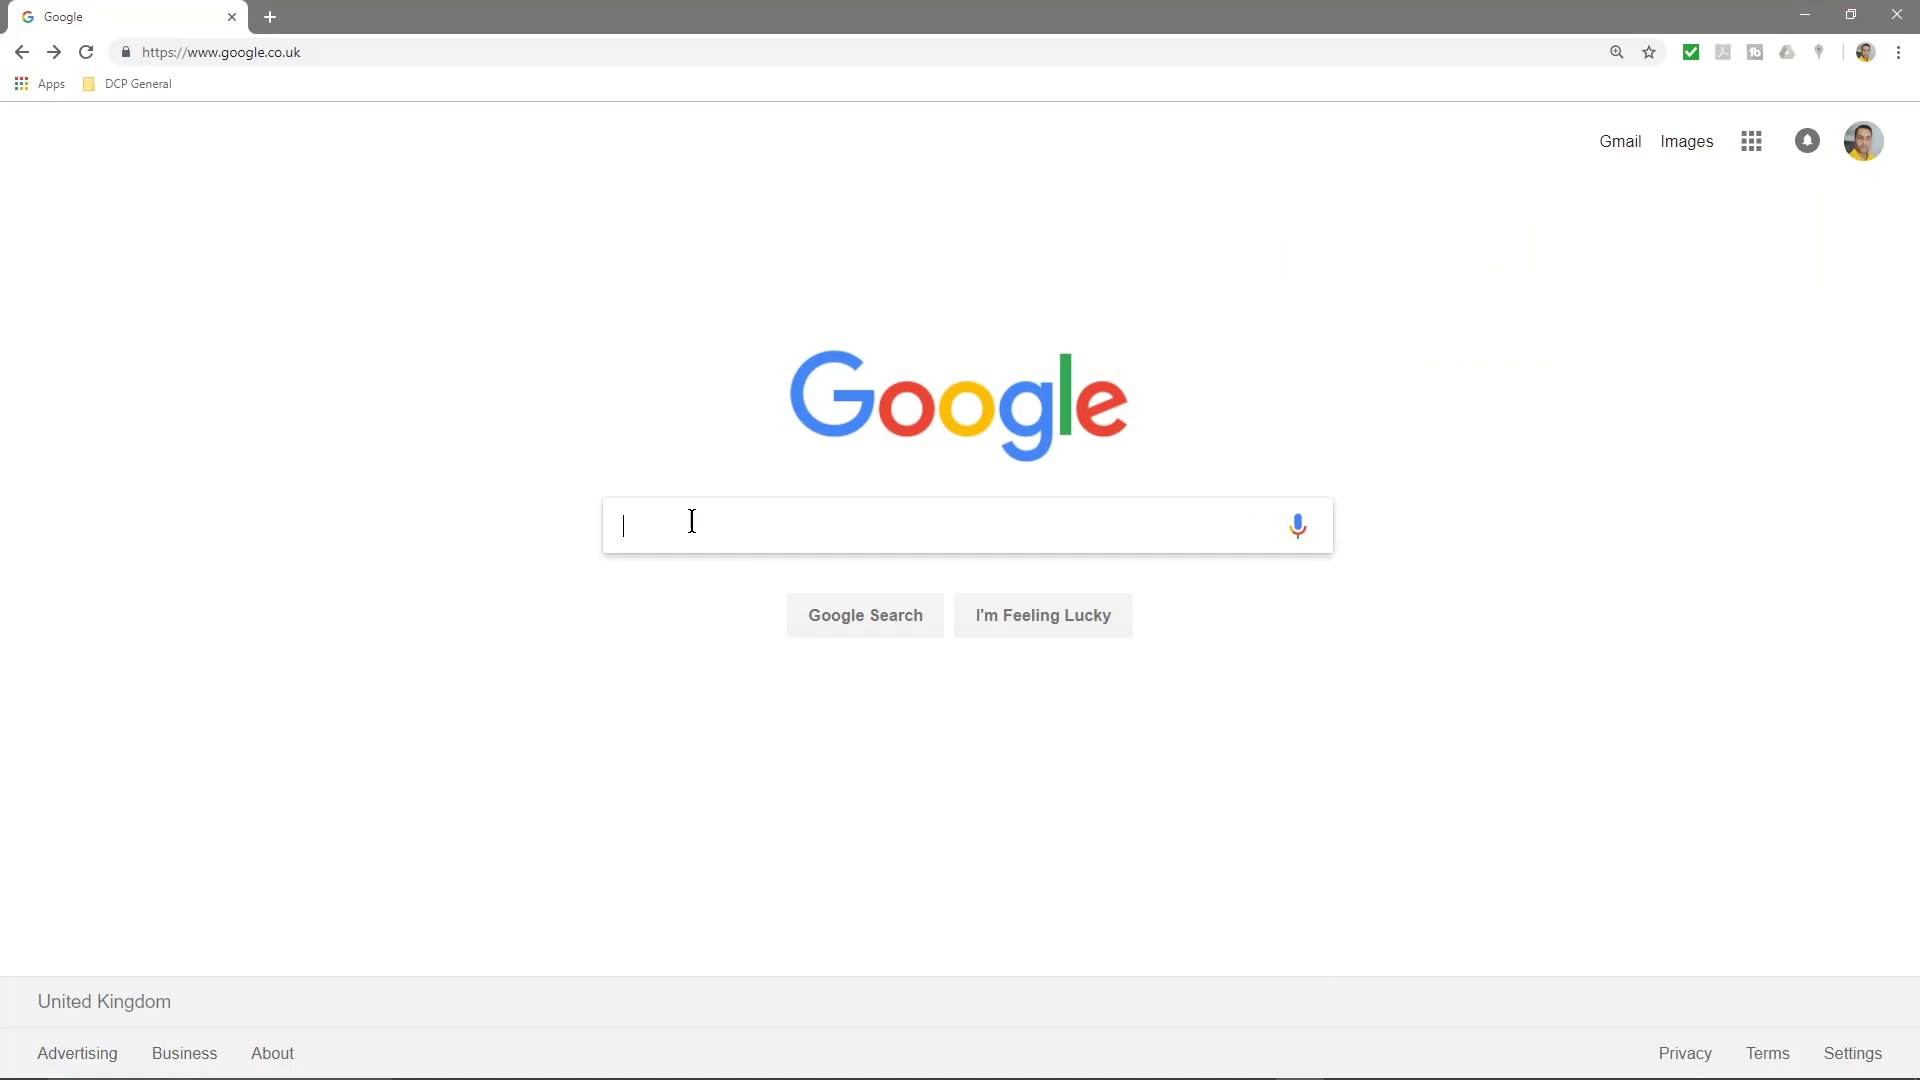 Google
https://www.google.co.uk
Apps
DCP General
Gmail Images
Google
Google Search
I'm Feeling Lucky
United Kingdom
Advertising Business About
Privacy Terms Settings